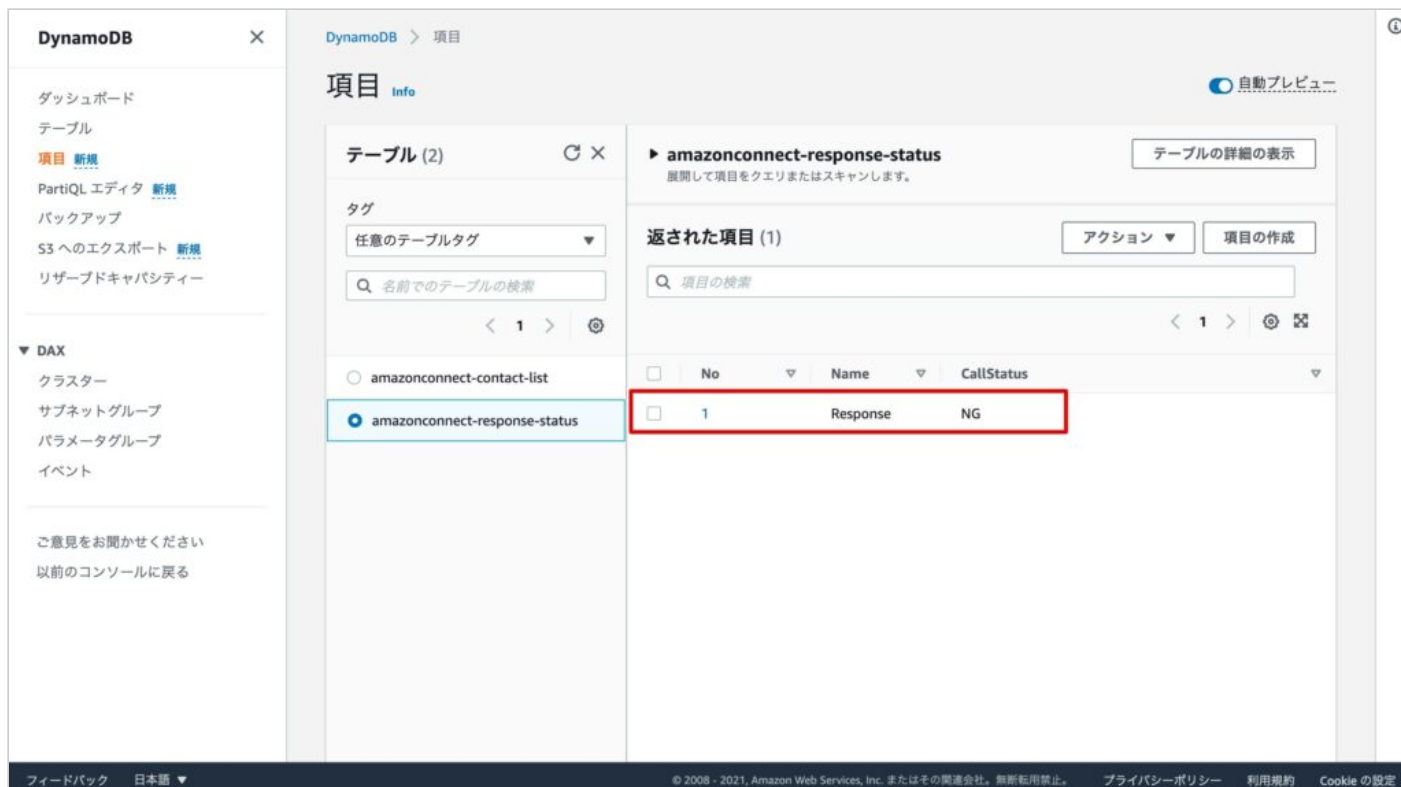 DynamoDB
ダッシュボード
テーブル
項目 新規
PartiQL エディタ 新規
バックアップ
S3 へのエクスポート 新規
リザーブドキャパシティー
DAX
クラスター
サブネットグループ
パラメータグループ
イベント
ご意見をお聞かせください
以前のコンソールに戻る
DynamoDB > 項目
項目 Info
自動プレビュー
テーブル (2)
タグ
任意のテーブルタグ
名前でのテーブルの検索
1
amazonconnect-contact-list
amazonconnect-response-status
amazonconnect-response-status
テーブルの詳細の表示
展開して項目をクエリまたはスキャンします。
返された項目 (1)
アクション
項目の作成
項目の検索
1
No Name CallStatus
1 Response NG
フィードバック 日本語 © 2008 - 2021, Amazon Web Services, Inc. またはその関連会社。無断転用禁止。 プライバシーポリシー 利用規約 Cookie の設定